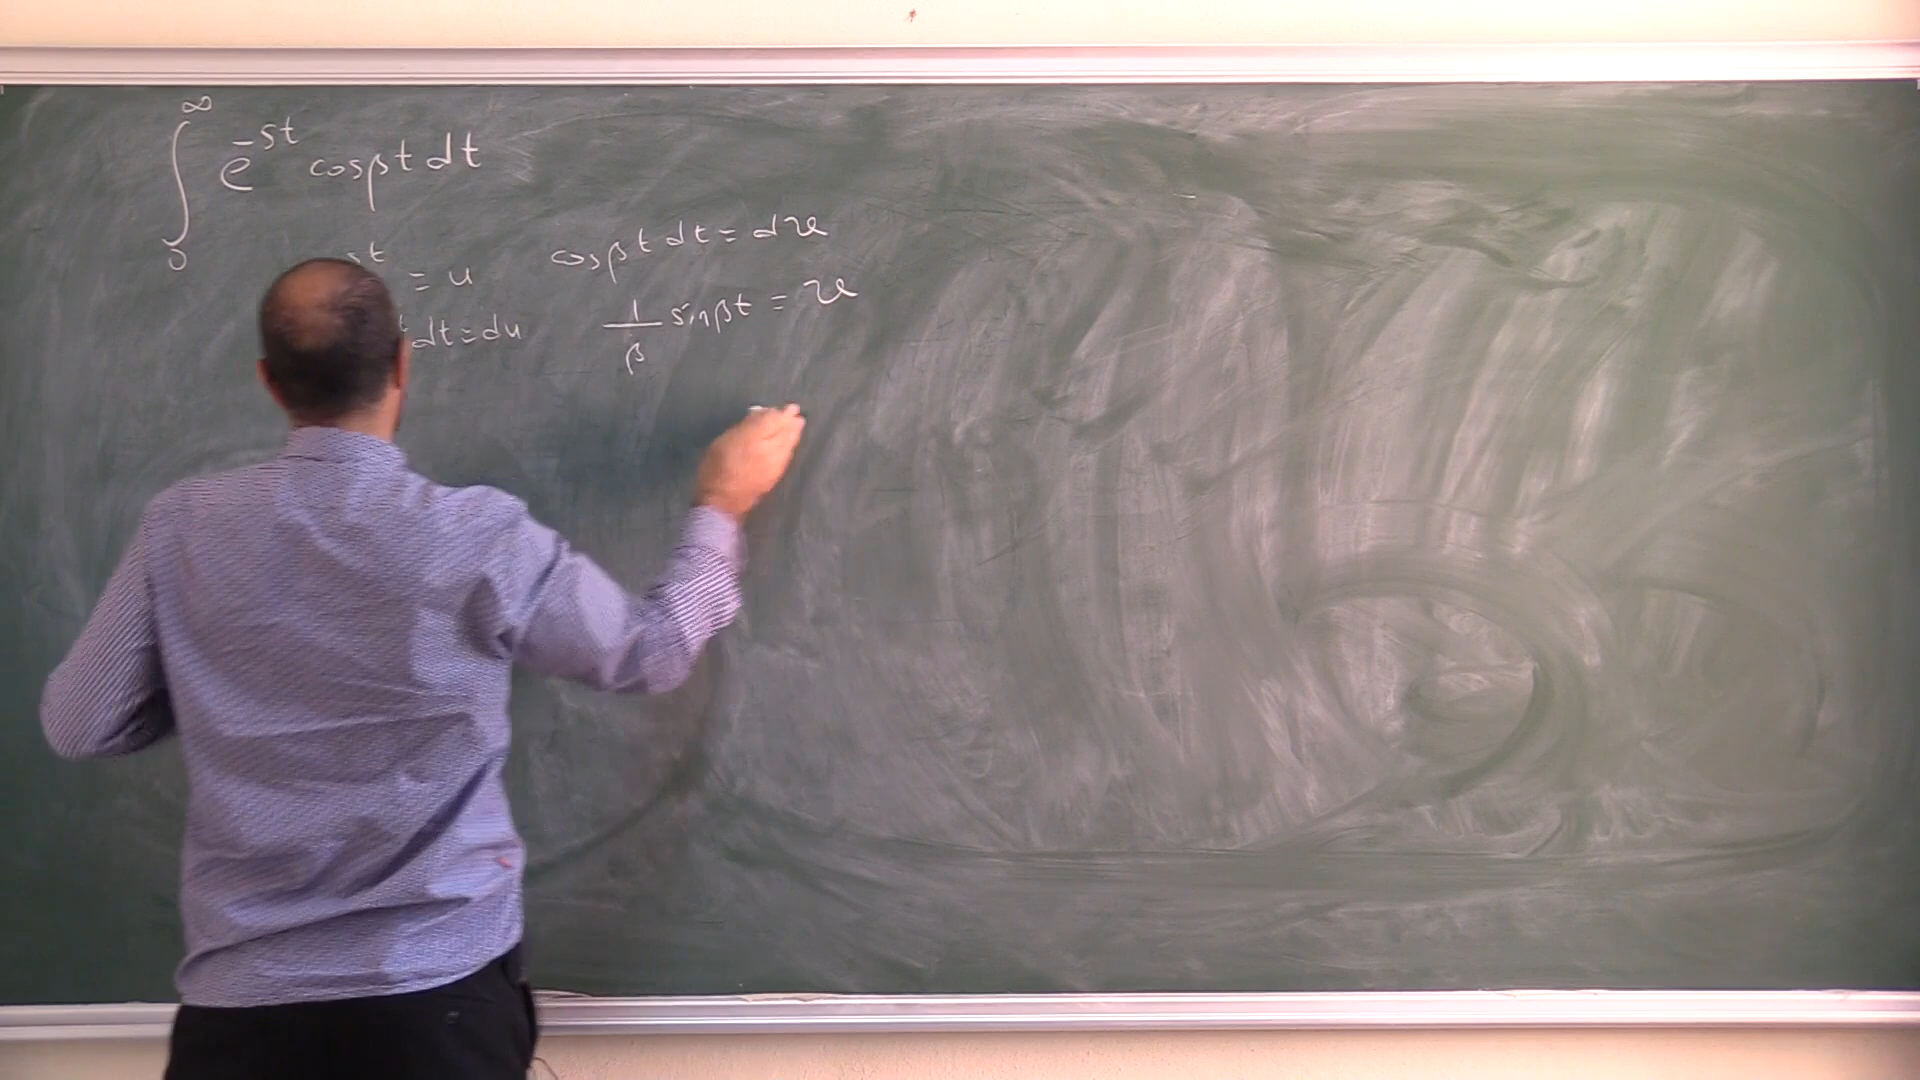 ∫₀^∞ e^{-st} cosβt dt
st = u cosβt dt = dv
t dt = du 1/β sinβt = v